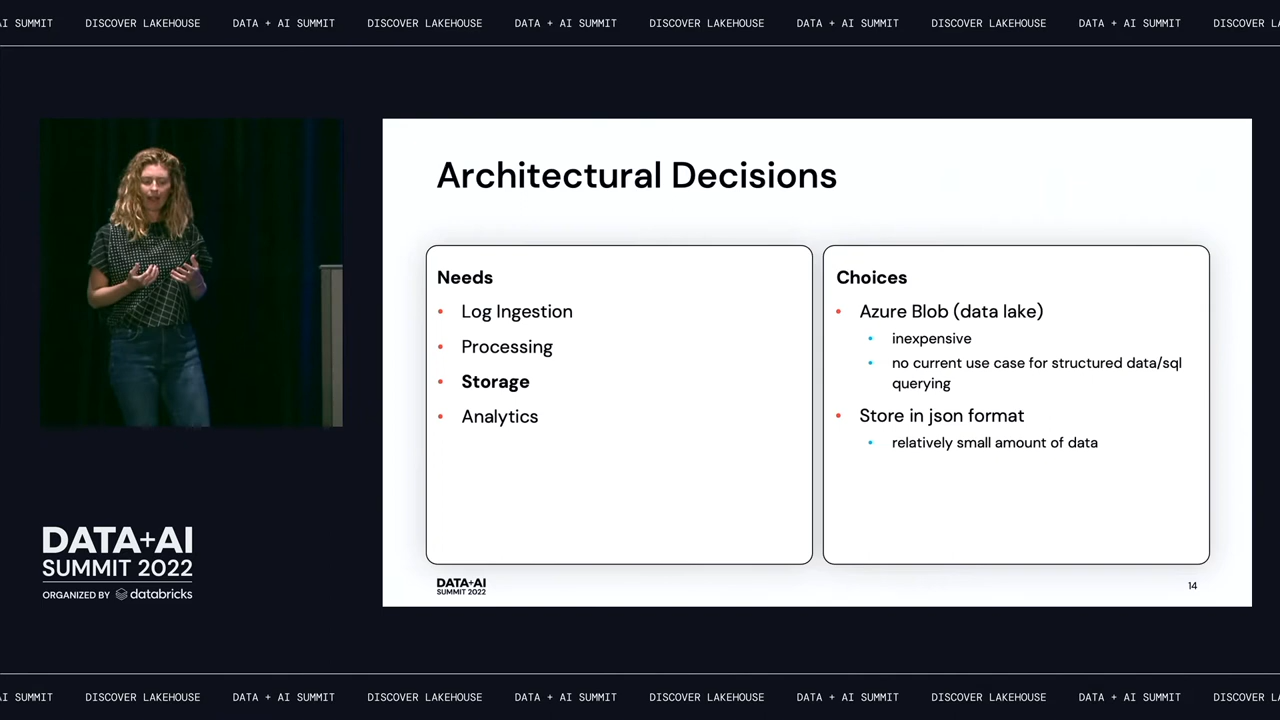 AI SUMMIT DISCOVER LAKEHOUSE DATA + AI SUMMIT DISCOVER LAKEHOUSE DATA + AI SUMMIT DISCOVER LAKEHOUSE DATA + AI SUMMIT DISCOVER LAKEHOUSE DATA + AI SUMMIT DISCOVER LA
Architectural Decisions
Needs
• Log Ingestion
• Processing
• Storage
• Analytics
Choices
• Azure Blob (data lake)
• inexpensive
• no current use case for structured data/sql
querying
• Store in json format
• relatively small amount of data
DATA+AI
SUMMIT 2022
14
DATA+AI
SUMMIT 2022
ORGANIZED BY databricks
AI SUMMIT DISCOVER LAKEHOUSE DATA + AI SUMMIT DISCOVER LAKEHOUSE DATA + AI SUMMIT DISCOVER LAKEHOUSE DATA + AI SUMMIT DISCOVER LAKEHOUSE DATA + AI SUMMIT DISCOVER LA